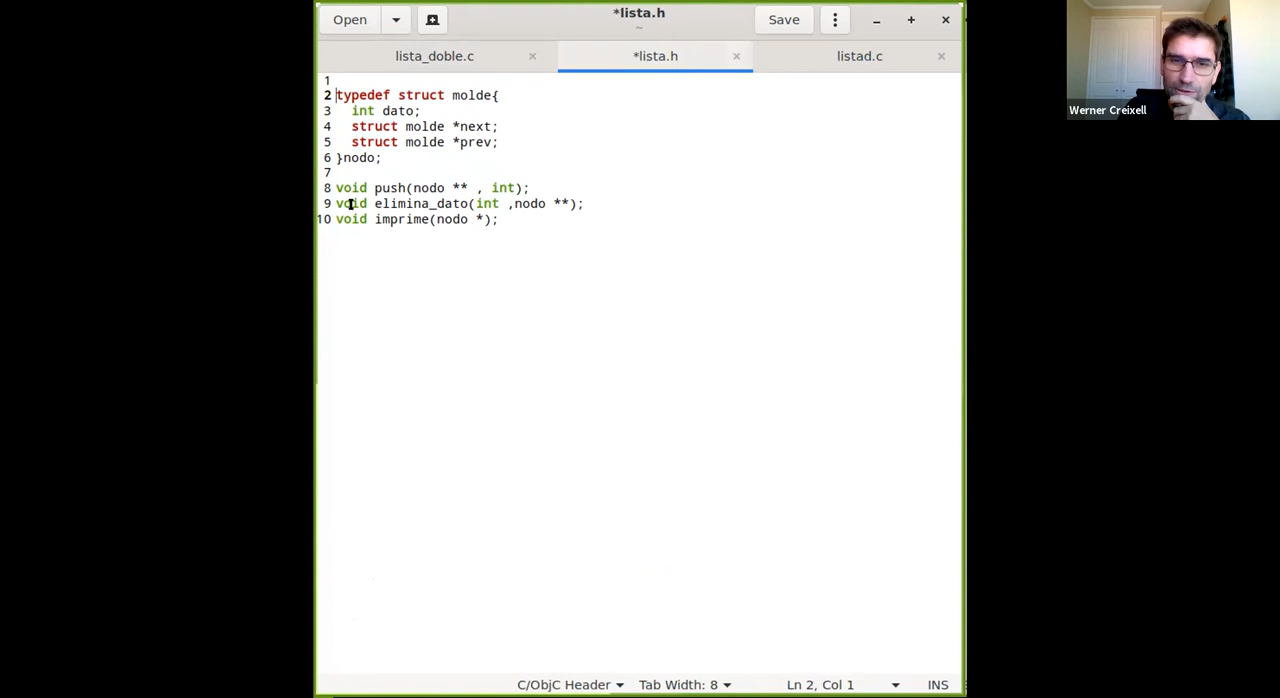 Open
*lista.h
~
Save
lista_doble.c
*lista.h
listad.c
1
2 typedef struct molde{
3 int dato;
4 struct molde *next;
5 struct molde *prev;
6 }nodo;
7
8 void push(nodo ** , int);
9 void elimina_dato(int ,nodo **);
10 void imprime(nodo *);
C/ObjC Header
Tab Width: 8
Ln 2, Col 1
INS
Werner Creixell